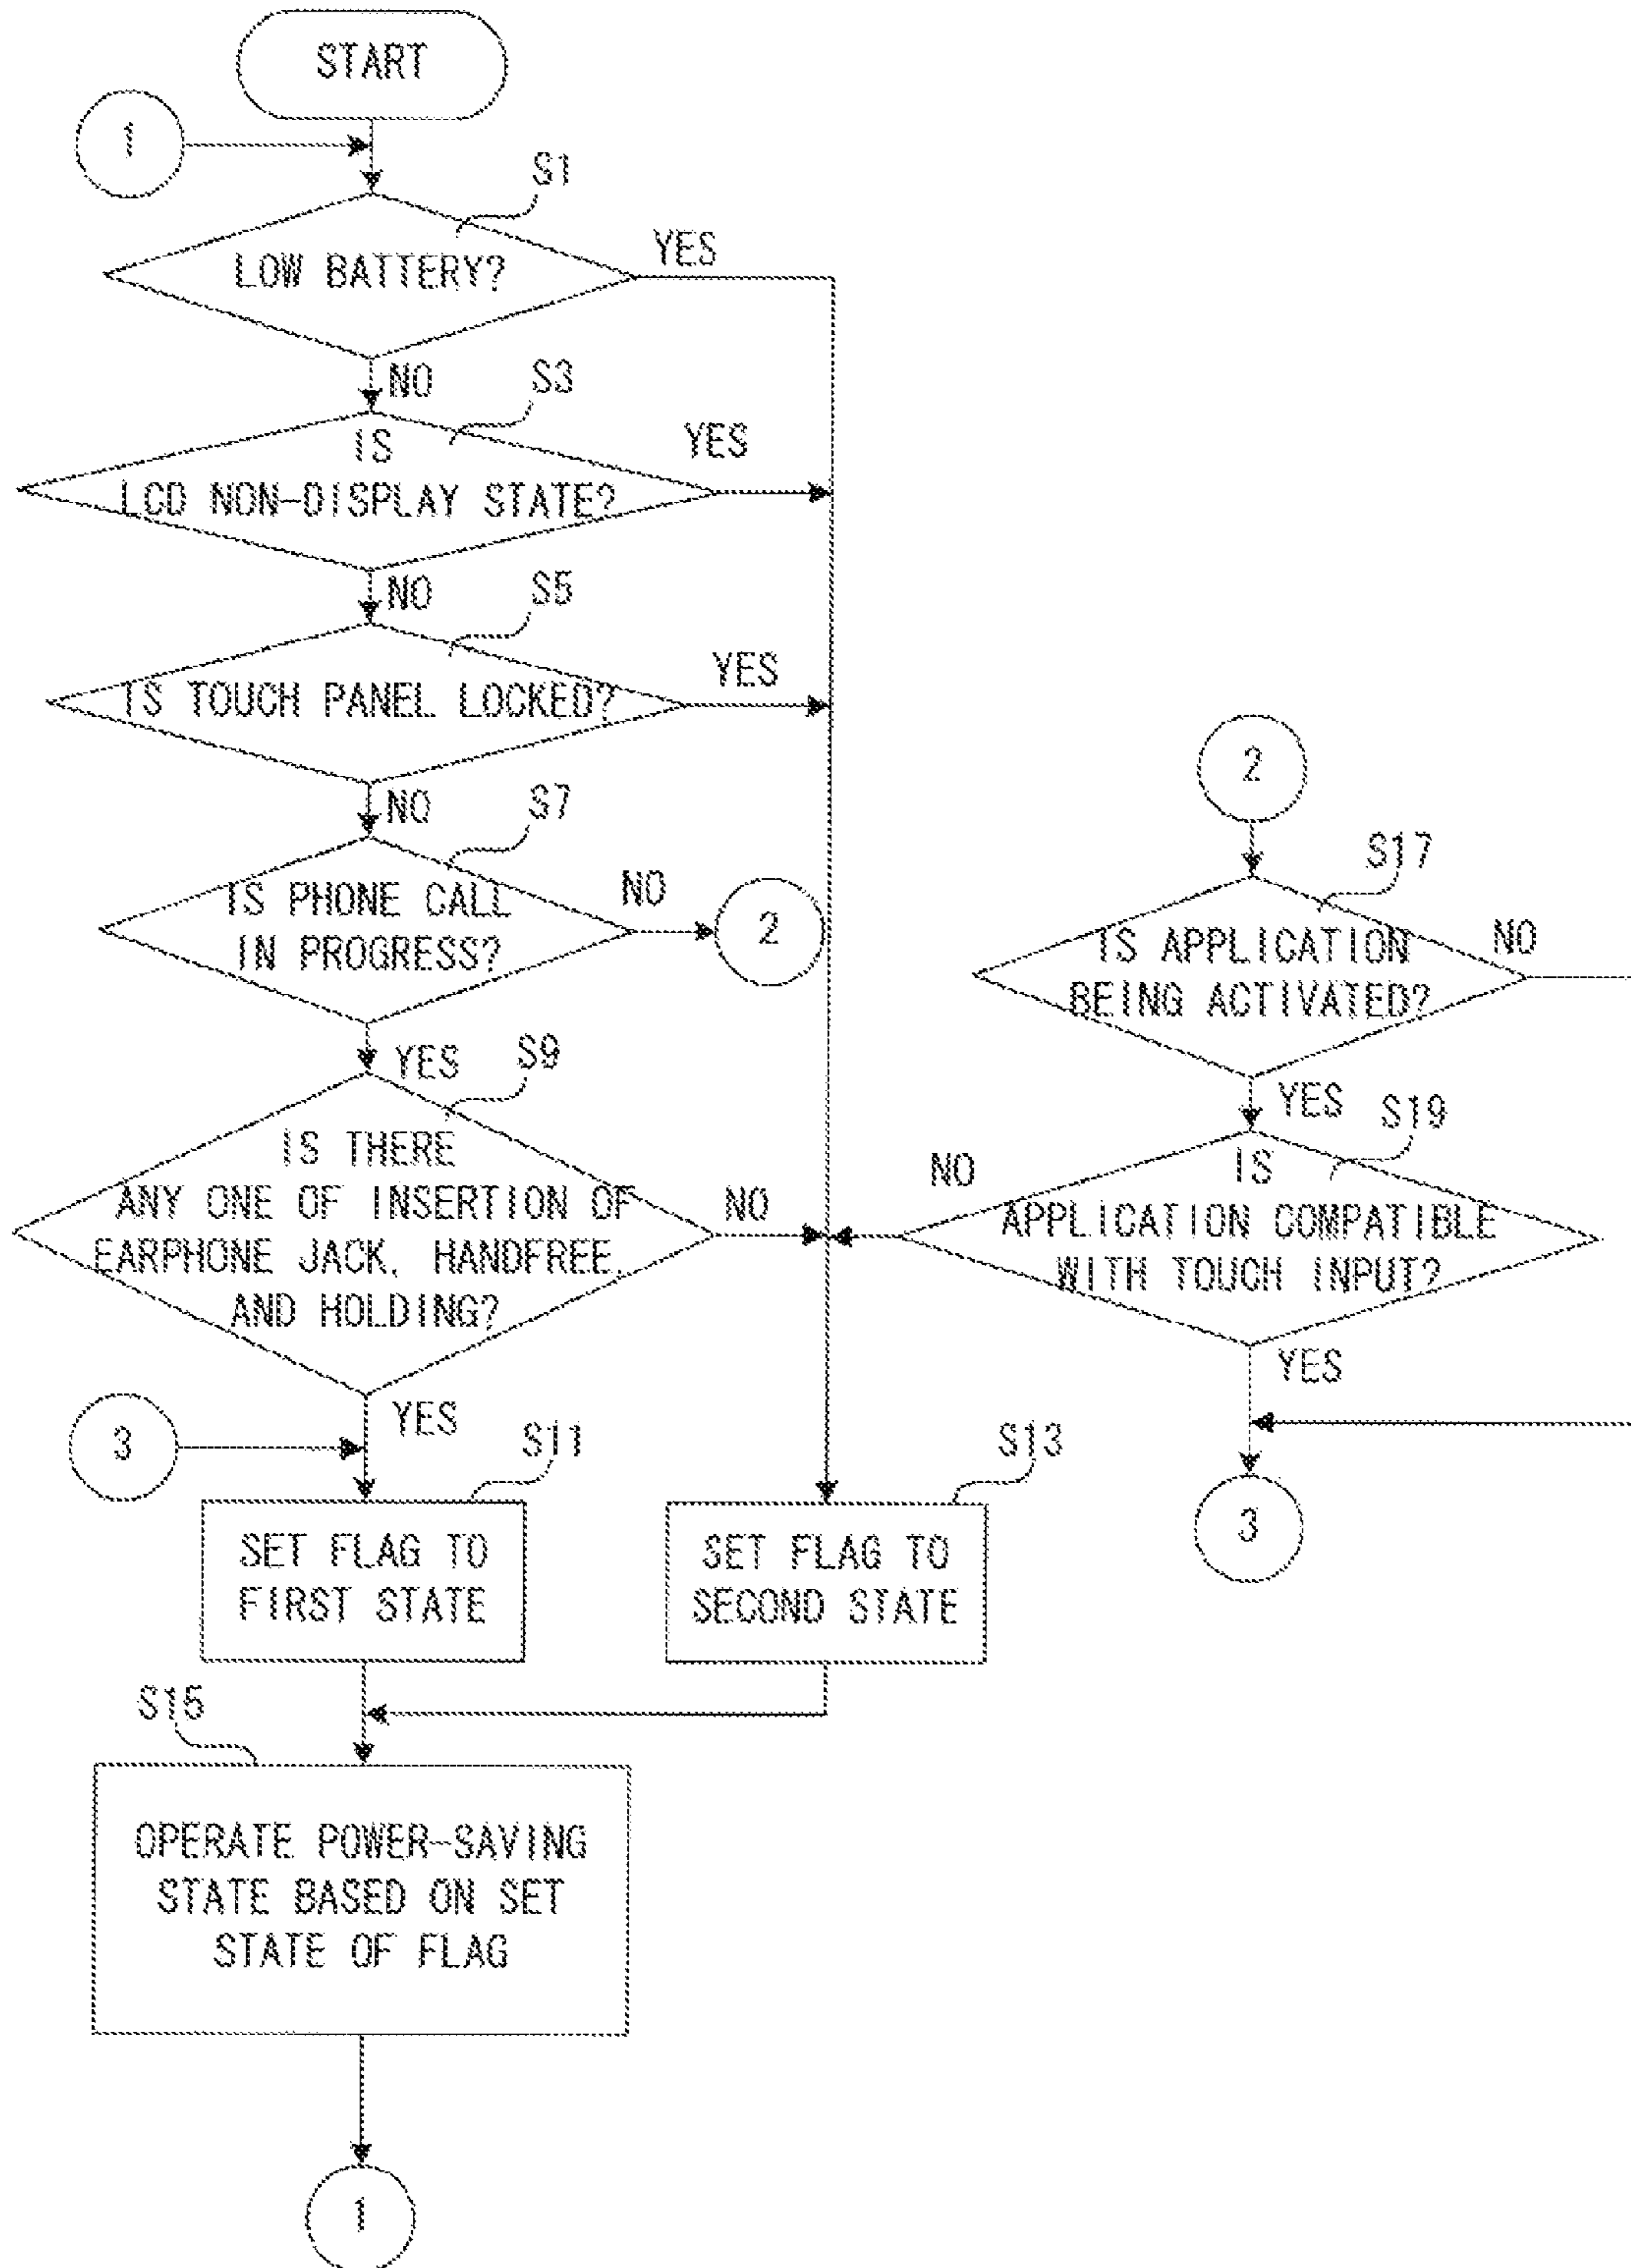 START
1
S1
LOW BATTERY?
YES
NO
S3
IS
LCD NON-DISPLAY STATE?
YES
NO
S5
IS TOUCH PANEL LOCKED?
YES
NO
S7
IS PHONE CALL
IN PROGRESS?
NO
2
YES
S9
IS THERE
ANY ONE OF INSERTION OF
EARPHONE JACK, HANDFREE,
AND HOLDING?
NO
YES
3
S11
SET FLAG TO
FIRST STATE
S13
SET FLAG TO
SECOND STATE
S15
OPERATE POWER-SAVING
STATE BASED ON SET
STATE OF FLAG
1
2
S17
IS APPLICATION
BEING ACTIVATED?
NO
YES
S19
NO
IS
APPLICATION COMPATIBLE
WITH TOUCH INPUT?
YES
3